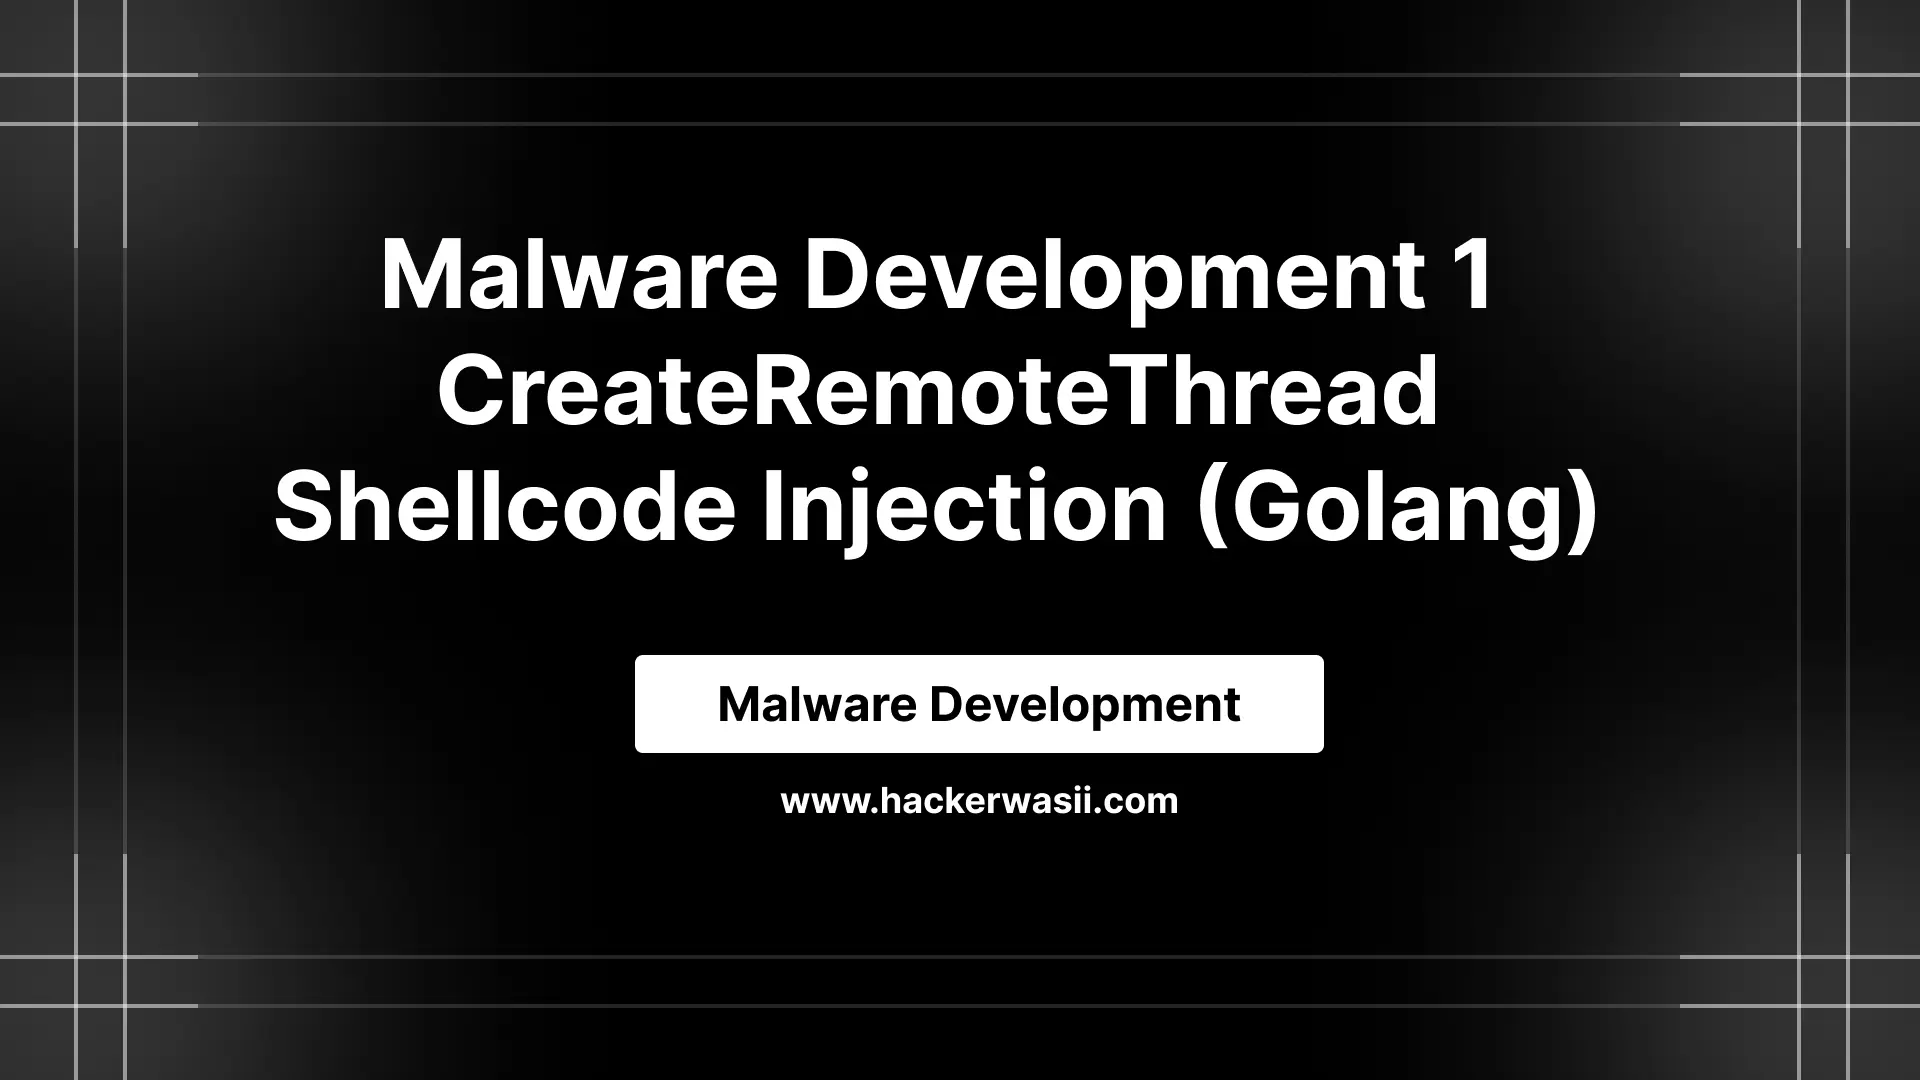 Malware Development 1
CreateRemoteThread
Shellcode Injection (Golang)
Malware Development
www.hackerwasii.com